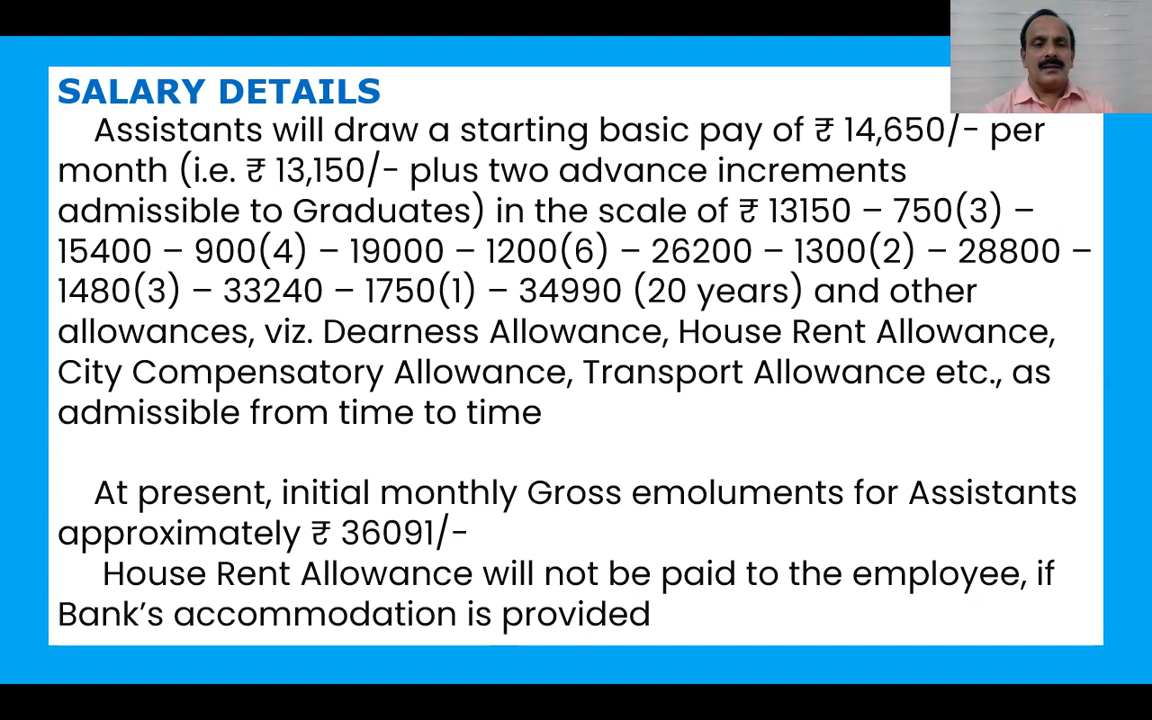 SALARY DETAILS
Assistants will draw a starting basic pay of ₹ 14,650/- per
month (i.e. ₹ 13,150/- plus two advance increments
admissible to Graduates) in the scale of ₹ 13150 – 750(3) –
15400 – 900(4) – 19000 – 1200(6) – 26200 – 1300(2) – 28800 –
1480(3) – 33240 – 1750(1) – 34990 (20 years) and other
allowances, viz. Dearness Allowance, House Rent Allowance,
City Compensatory Allowance, Transport Allowance etc., as
admissible from time to time
At present, initial monthly Gross emoluments for Assistants
approximately ₹ 36091/-
House Rent Allowance will not be paid to the employee, if
Bank's accommodation is provided